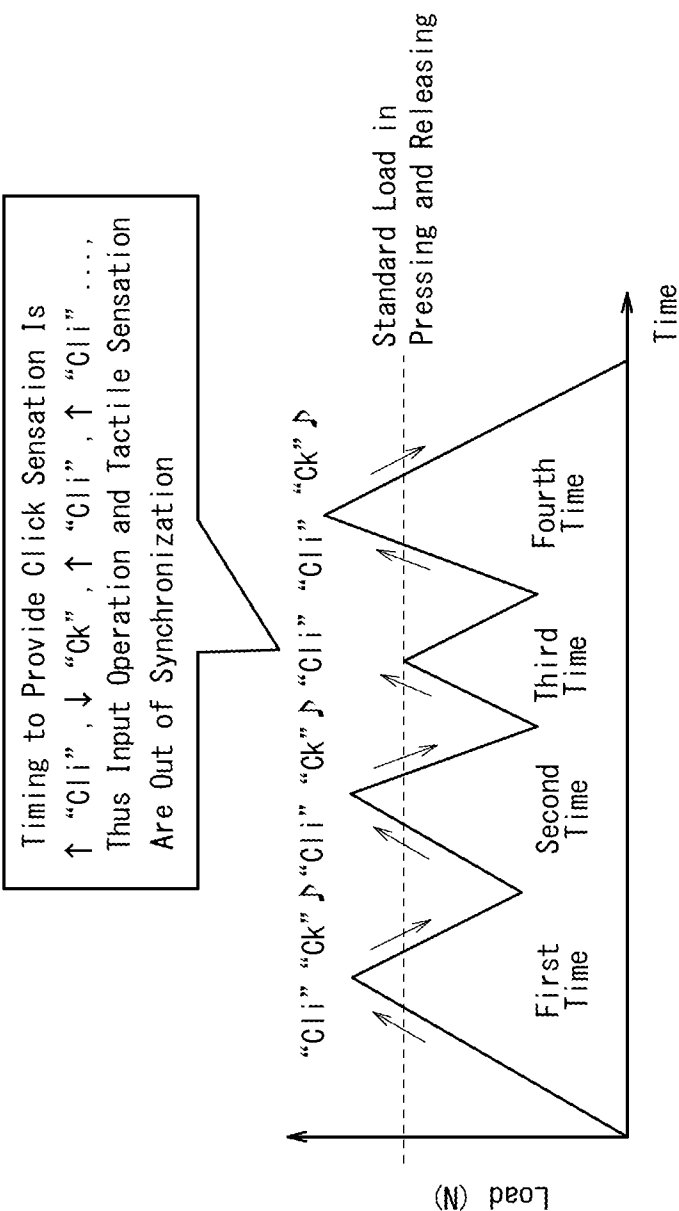 Timing to Provide Click Sensation Is
↑ “Cli”, ↓ “Ck”, ↑ “Cli”, ↑ “Cli” ....,
Thus Input Operation and Tactile Sensation
Are Out of Synchronization
“Cli” “Ck”♪ “Cli” “Ck”♪ “Cli” “Cli” “Ck”♪
Standard Load in
Pressing and Releasing
Load (N)
First
Time
Second
Time
Third
Time
Fourth
Time
Time